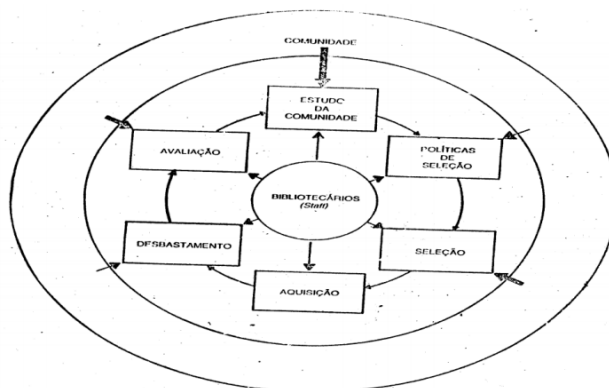 COMUNIDADE
ESTUDO
DA
COMUNIDADE
AVALIAÇÃO
POLÍTICAS
DE
SELEÇÃO
BIBLIOTECÁRIOS
(Staff)
DESBASTAMENTO
SELEÇÃO
AQUISIÇÃO